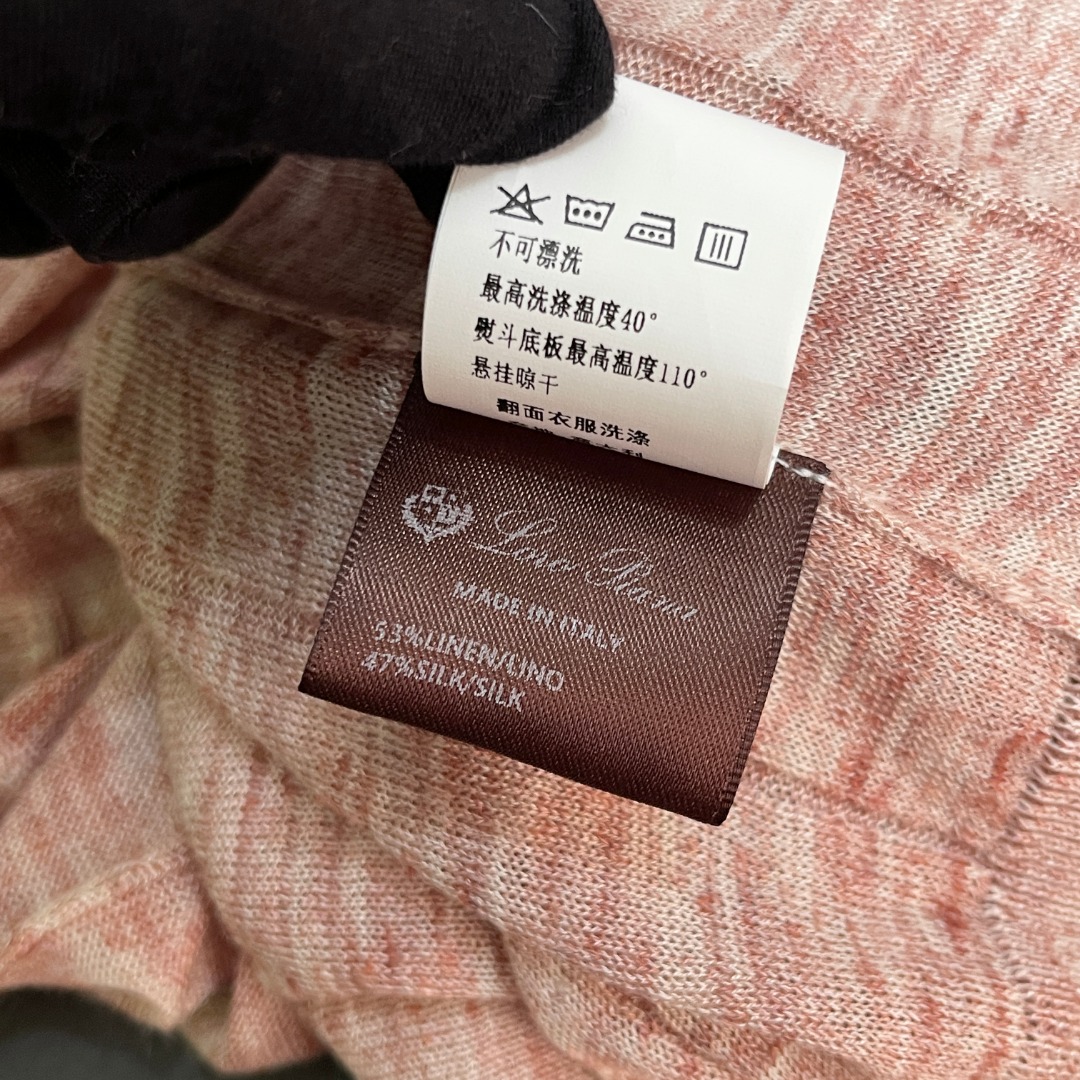 不可漂洗
最高洗涤温度40°
熨斗底板最高温度110°
悬挂晾干
翻面衣服洗涤
MADE IN ITALY
53%LINEN/LINO
47%SILK/SILK